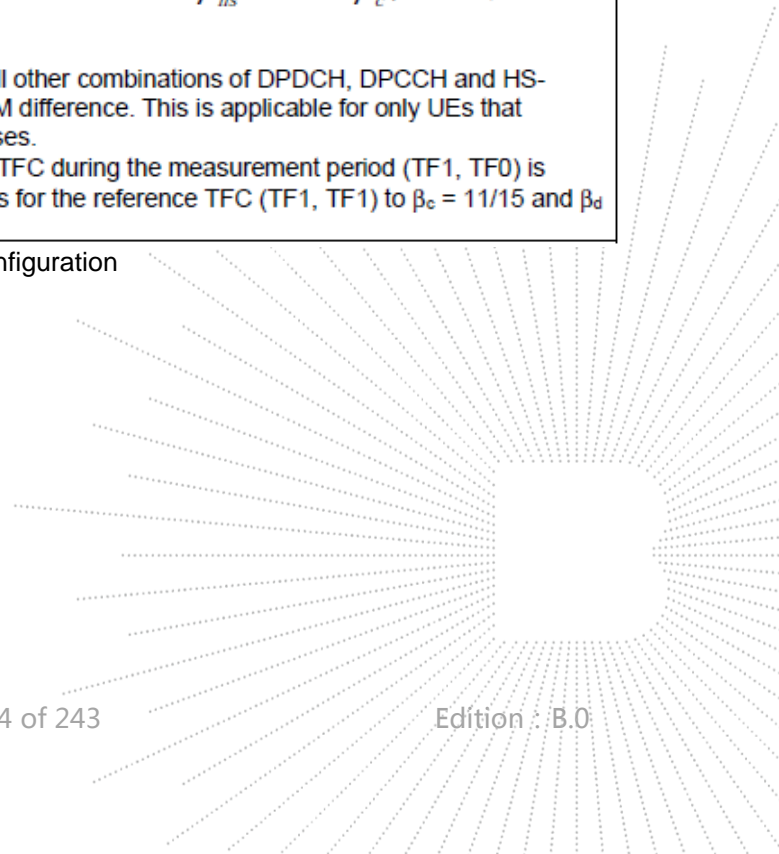 ll other combinations of DPDCH, DPCCH and HS-
M difference. This is applicable for only UEs that
ses.
TFC during the measurement period (TF1, TF0) is
s for the reference TFC (TF1, TF1) to βc = 11/15 and βd
nfiguration
4 of 243 Edition : B.0